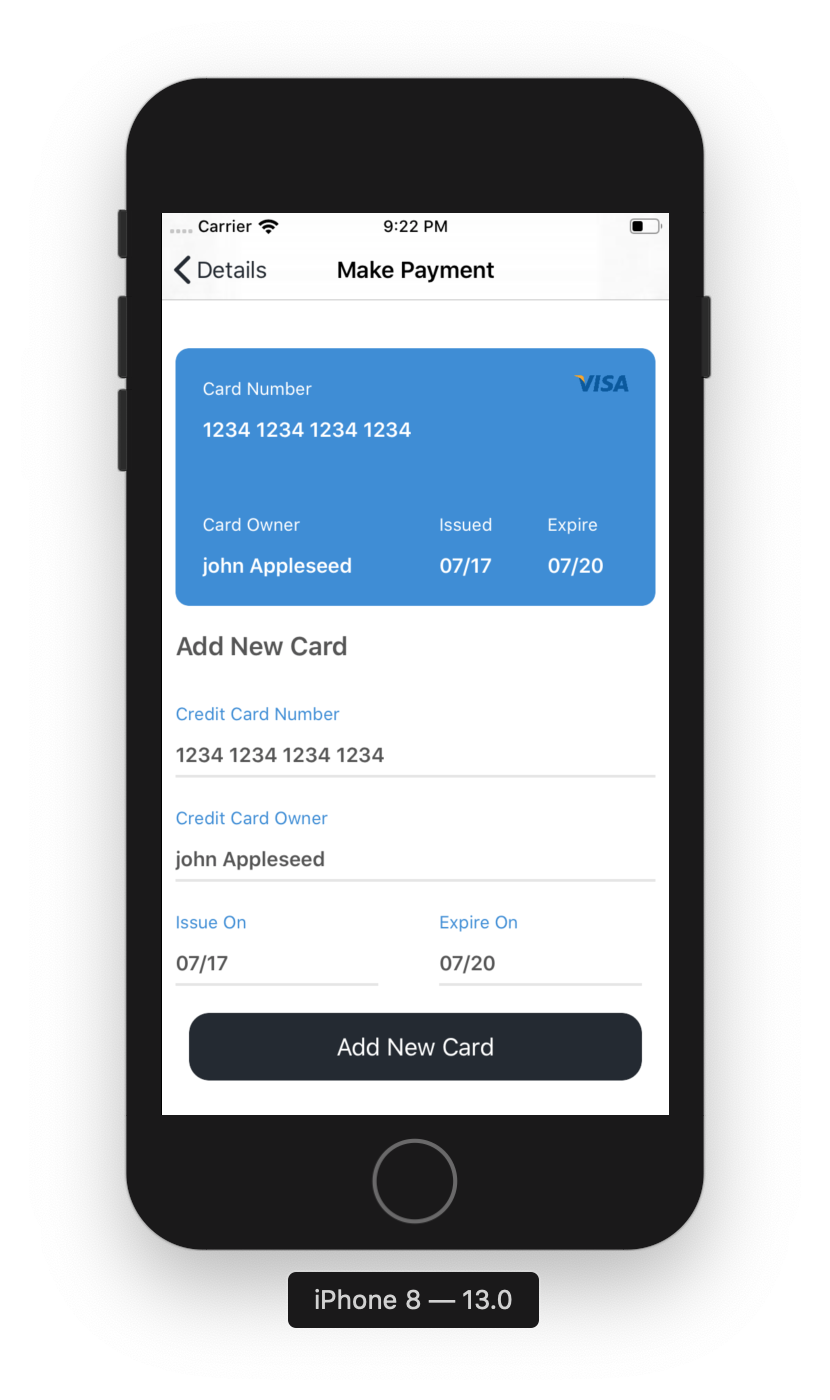 Carrier 9:22 PM
Details Make Payment
Card Number VISA
1234 1234 1234 1234
Card Owner Issued Expire
john Appleseed 07/17 07/20
Add New Card
Credit Card Number
1234 1234 1234 1234
Credit Card Owner
john Appleseed
Issue On Expire On
07/17 07/20
Add New Card
iPhone 8 — 13.0